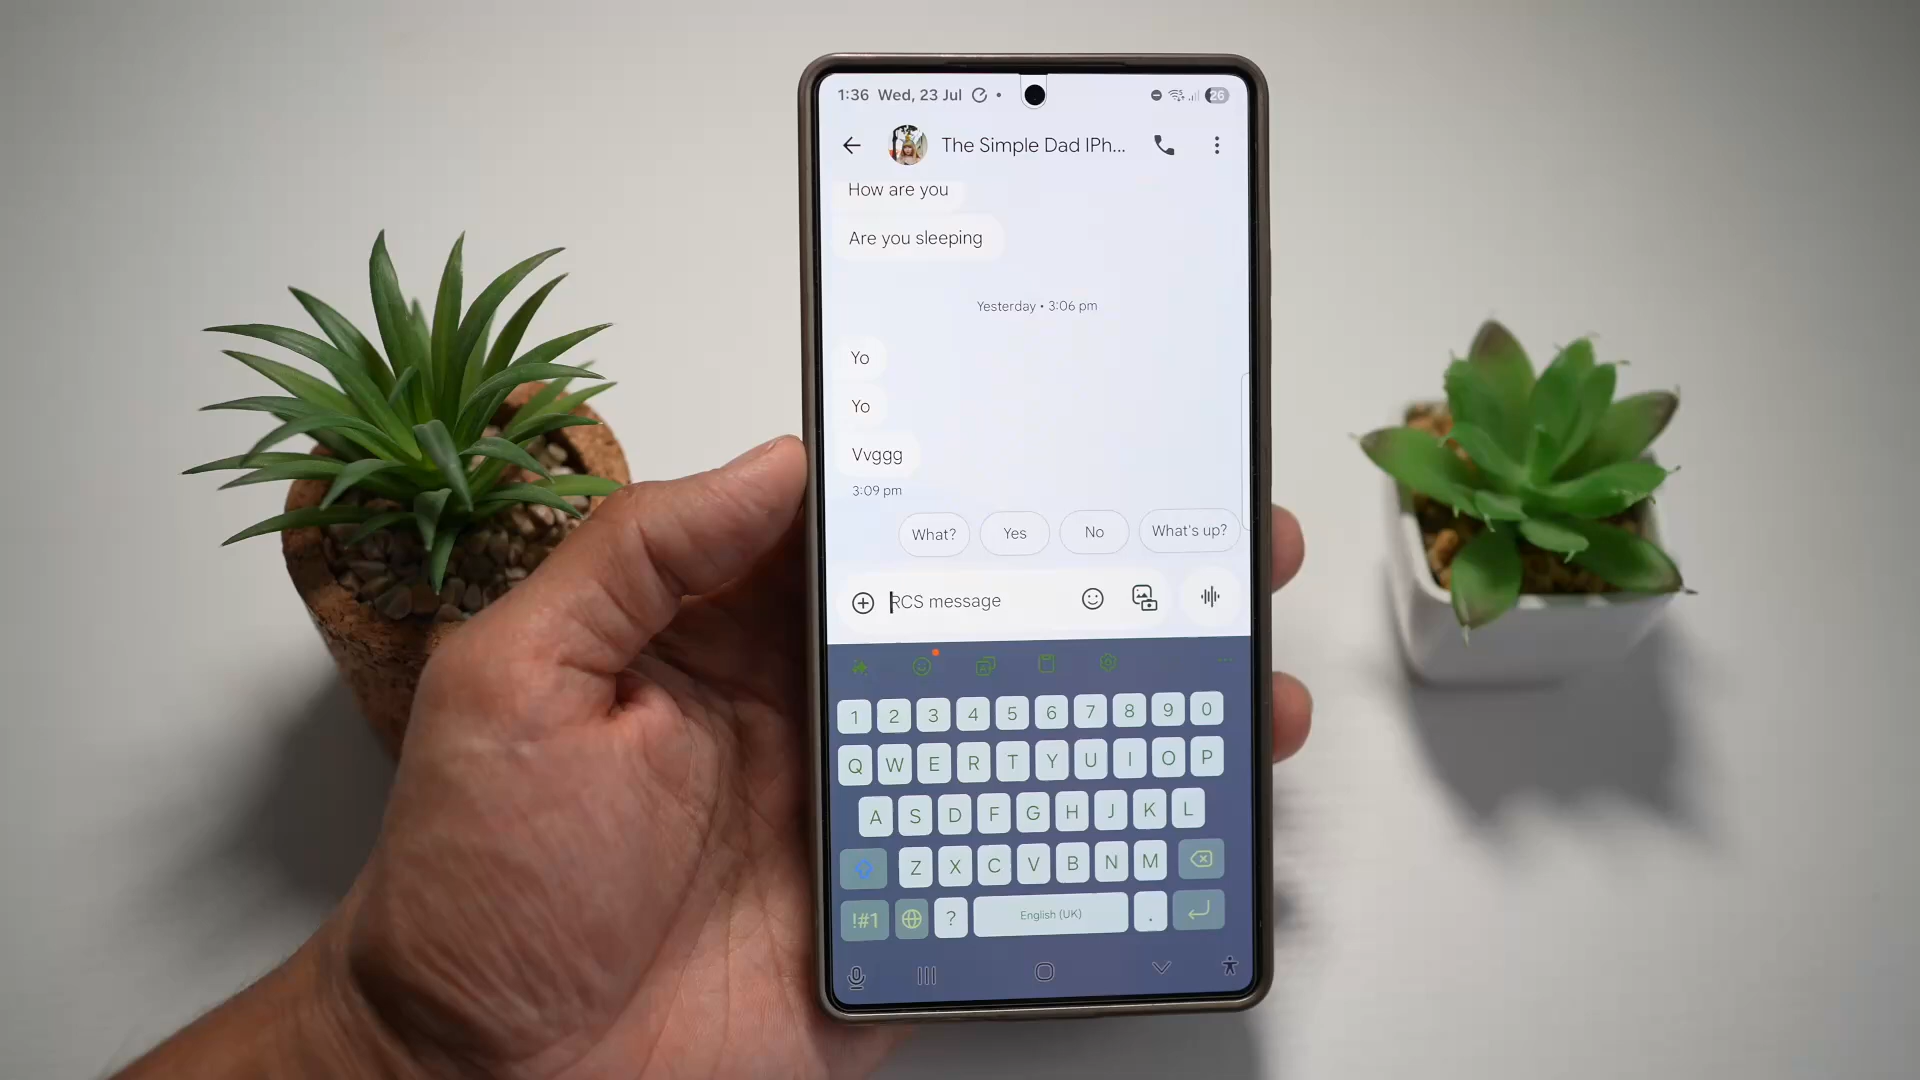 1:36 Wed, 23 Jul
26
The Simple Dad IPh...
How are you
Are you sleeping
Yesterday • 3:06 pm
Yo
Yo
Vvggg
3:09 pm
What? Yes No What's up?
RCS message
1 2 3 4 5 6 7 8 9 0
Q W E R T Y U I O P
A S D F G H J K L
Z X C V B N M
!#1 ? English (UK) .